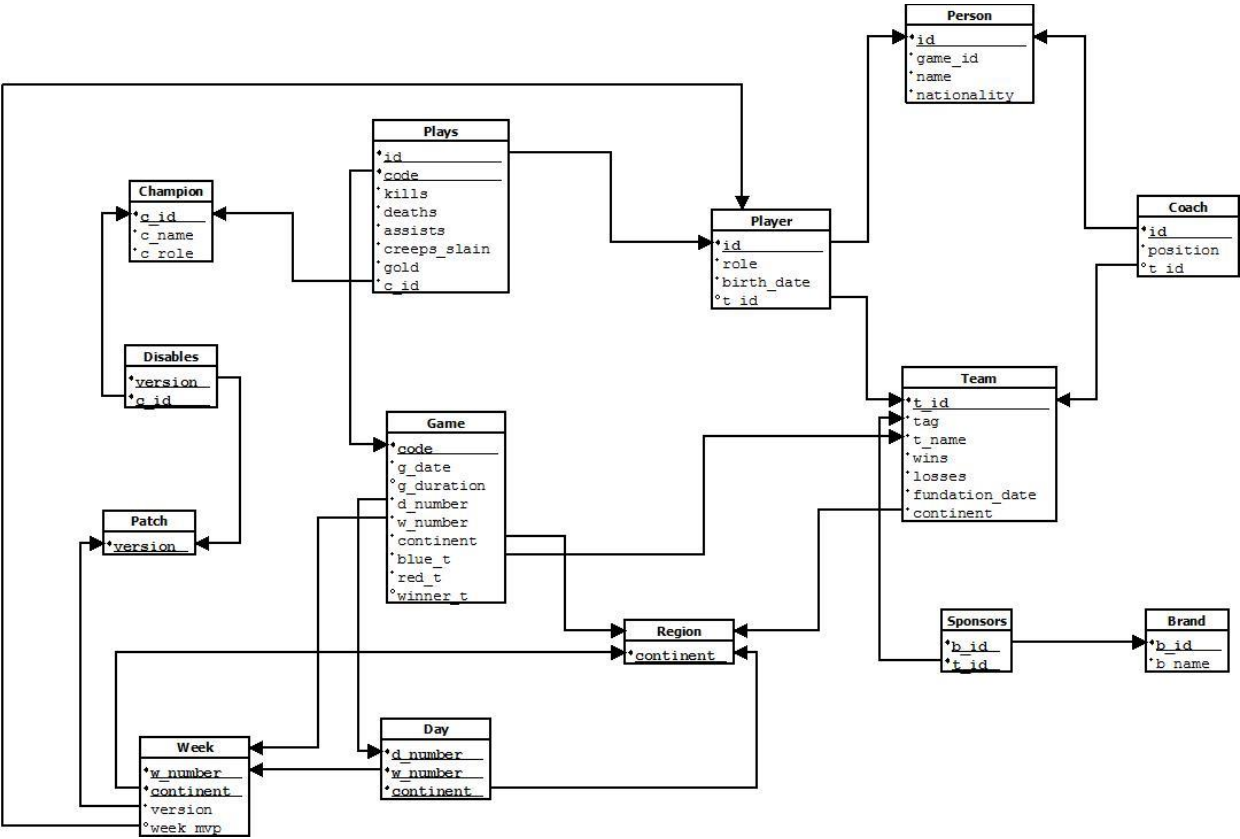 Person
id
game_id
name
nationality
Plays
id
code
kills
deaths
assists
creeps_slain
gold
c_id
Champion
c_id
c_name
c_role
Player
id
role
birth_date
t_id
Coach
id
position
t_id
Disables
version
c_id
Team
t_id
tag
t_name
wins
losses
fundation_date
continent
Game
code
g_date
g_duration
d_number
w_number
continent
blue_t
red_t
winner_t
Patch
version
Region
continent
Sponsors
b_id
t_id
Brand
b_id
b_name
Day
d_number
w_number
continent
Week
w_number
continent
version
week_mvp